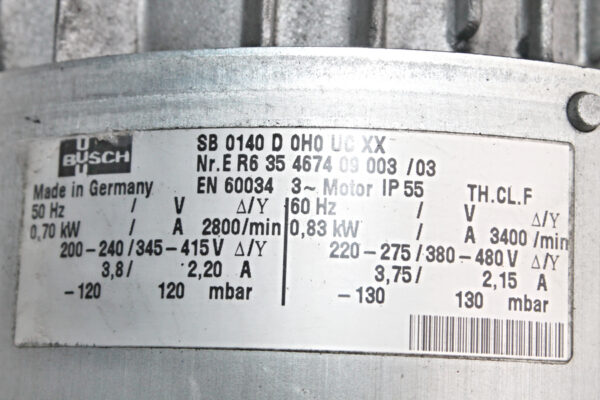 BUSCH
SB 0140 D 0H0 UC XX
Nr. E R6 35 4674 09 003 /03
Made in Germany EN 60034 3~ Motor IP 55 TH.CL.F
50 Hz / V Δ/Y 60 Hz / V Δ/Y
0,70 kW / A 2800/min 0,83 kW / A 3400/min
200-240/345-415V Δ/Y 220-275/380-480V Δ/Y
3,8/ 2,20 A 3,75/ 2,15 A
-120 120 mbar -130 130 mbar